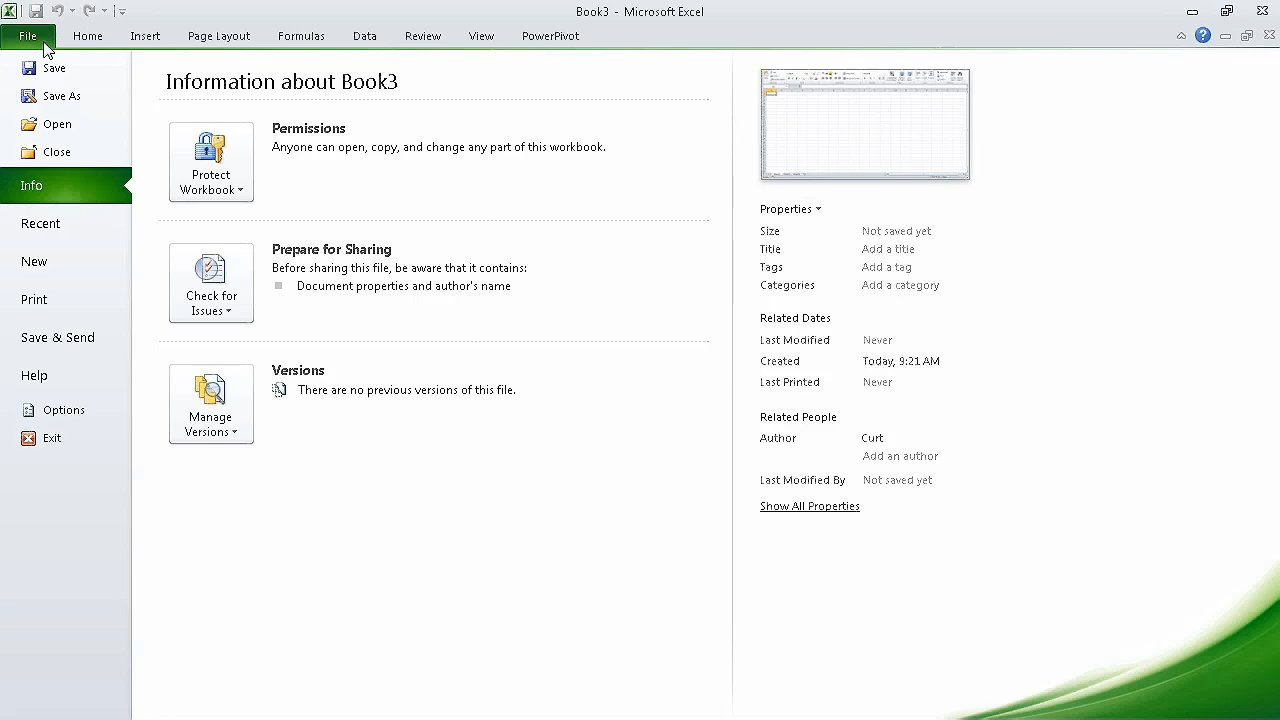 Book3 - Microsoft Excel
File Home Insert Page Layout Formulas Data Review View PowerPivot
Save
Open
Close
Info
Recent
New
Print
Save & Send
Help
Options
Exit
Information about Book3
Protect Workbook
Permissions
Anyone can open, copy, and change any part of this workbook.
Check for Issues
Prepare for Sharing
Before sharing this file, be aware that it contains:
Document properties and author's name
Manage Versions
Versions
There are no previous versions of this file.
Properties
Size Not saved yet
Title Add a title
Tags Add a tag
Categories Add a category
Related Dates
Last Modified Never
Created Today, 9:21 AM
Last Printed Never
Related People
Author Curt
Add an author
Last Modified By Not saved yet
Show All Properties